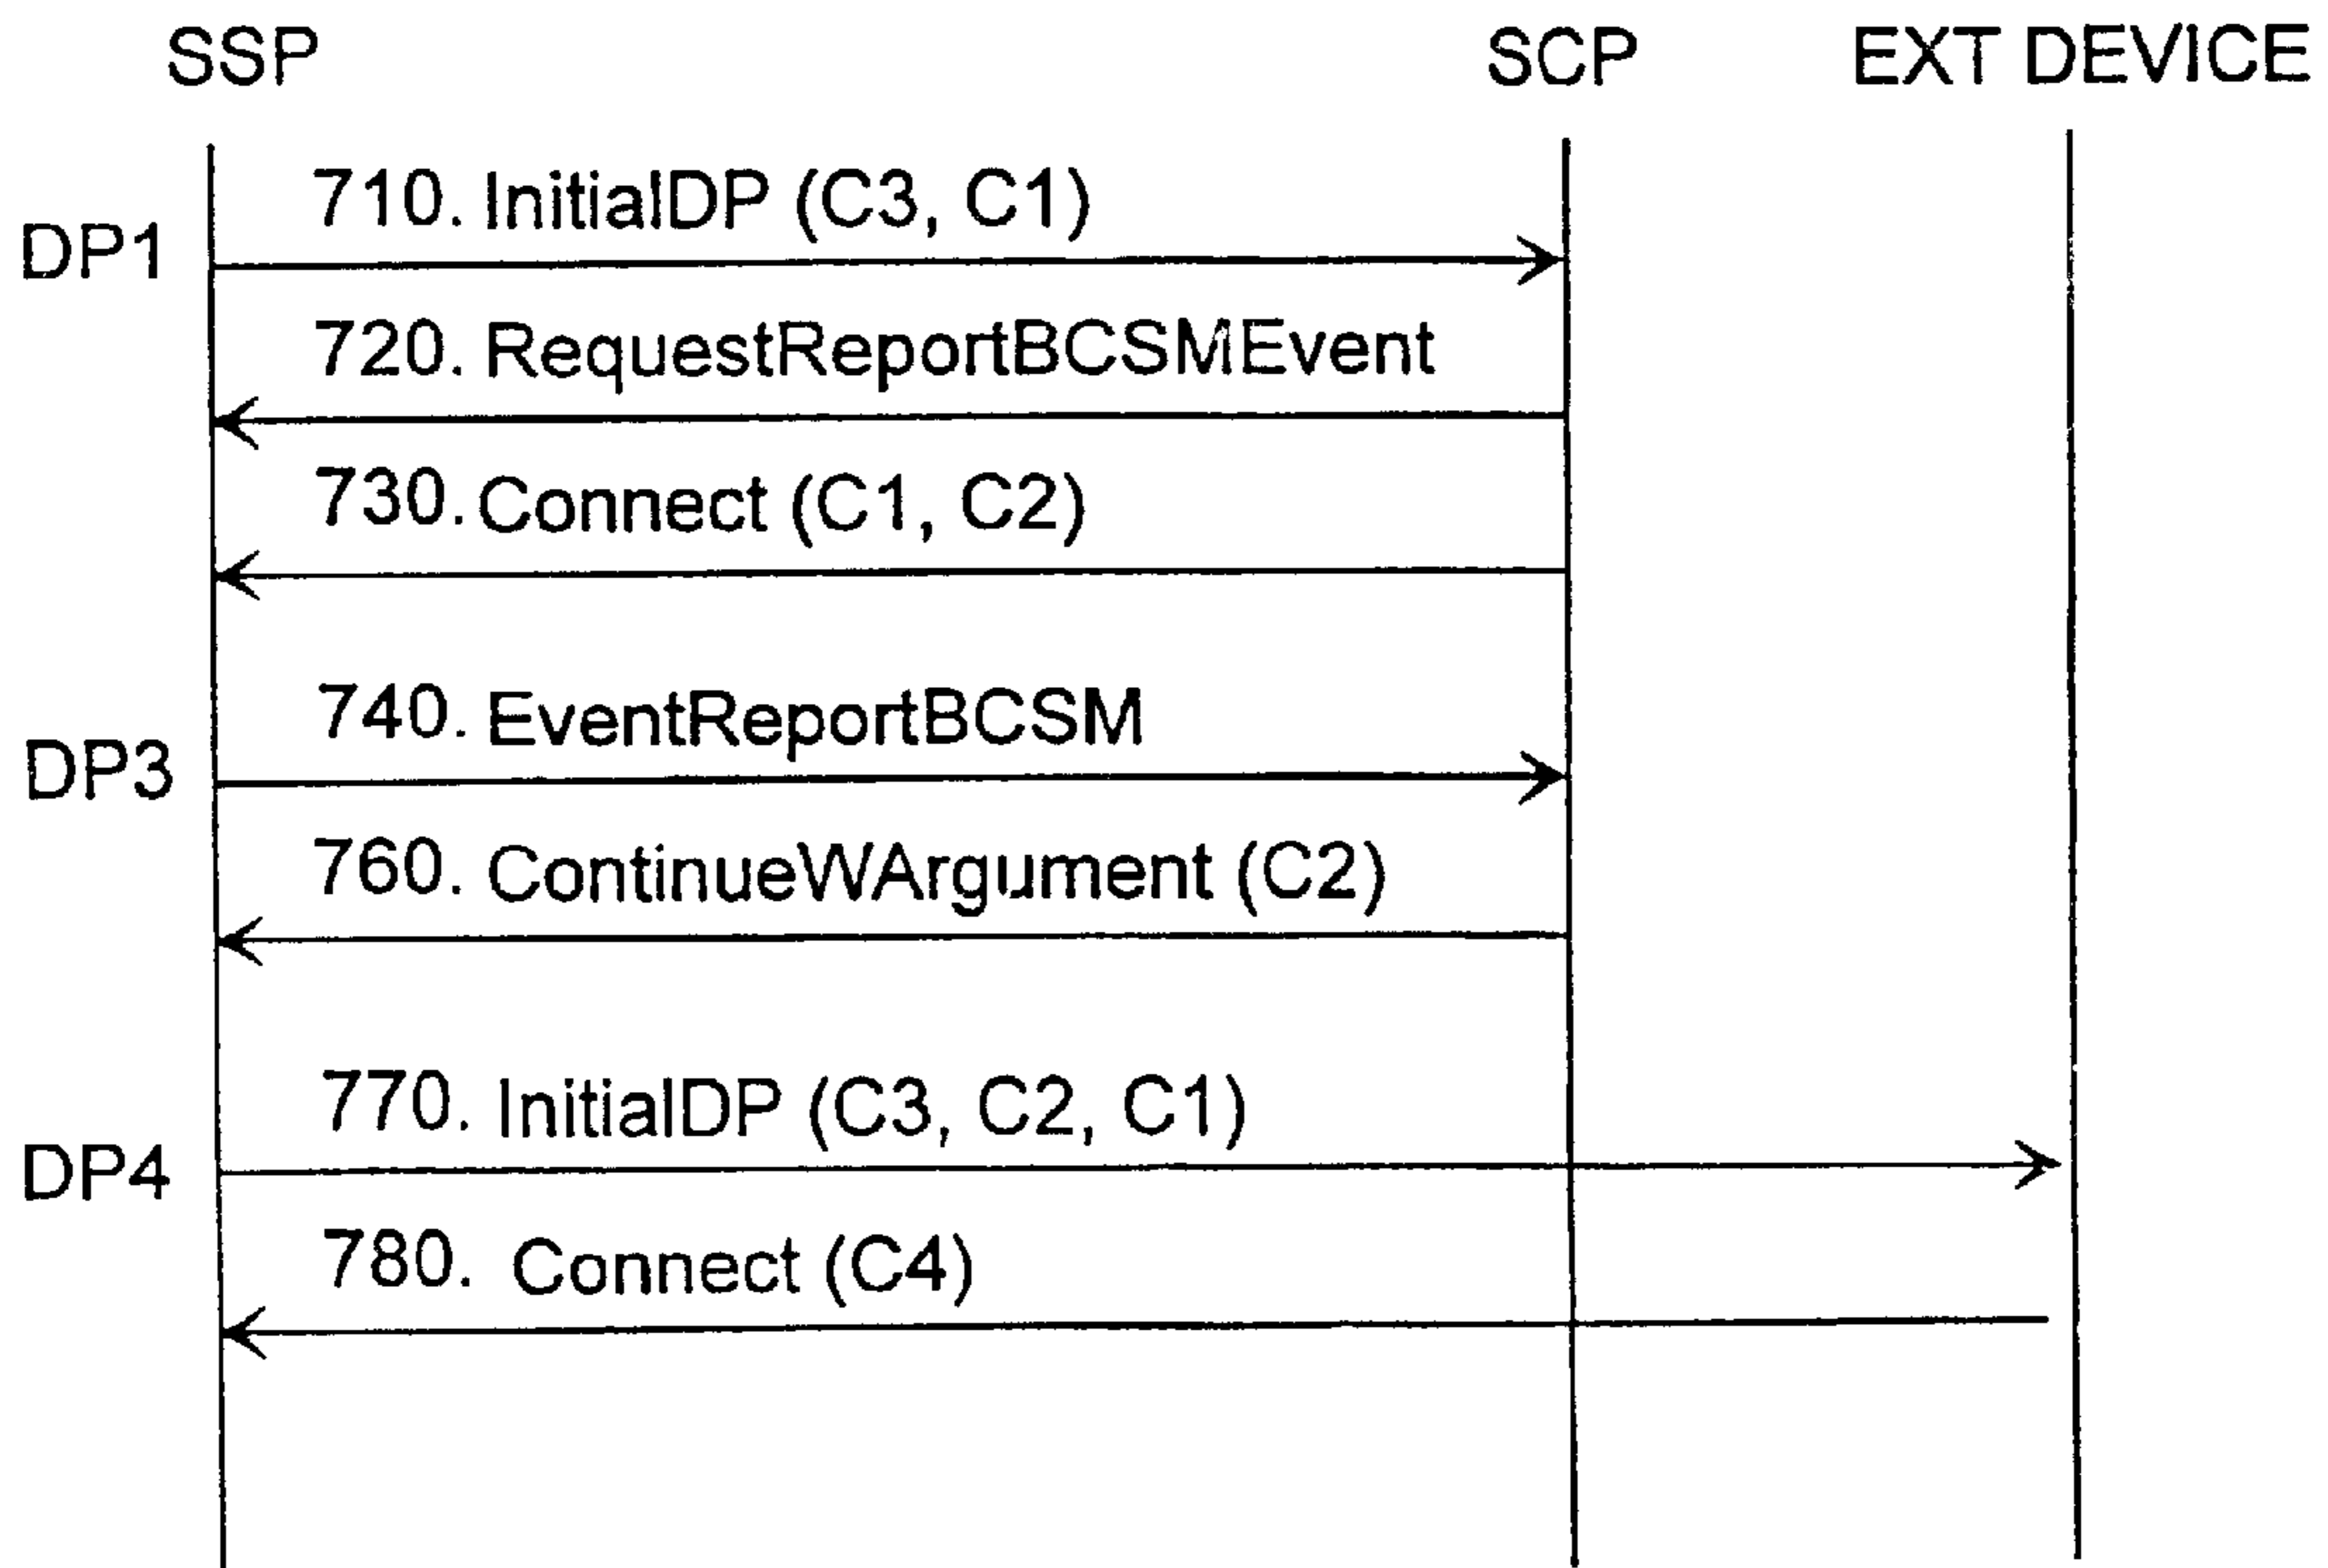 SSP SCP EXT DEVICE
710. InitialDP (C3, C1)
DP1
720. RequestReportBCSMEvent
730. Connect (C1, C2)
740. EventReportBCSM
DP3
760. ContinueWArgument (C2)
770. InitialDP (C3, C2, C1)
DP4
780. Connect (C4)